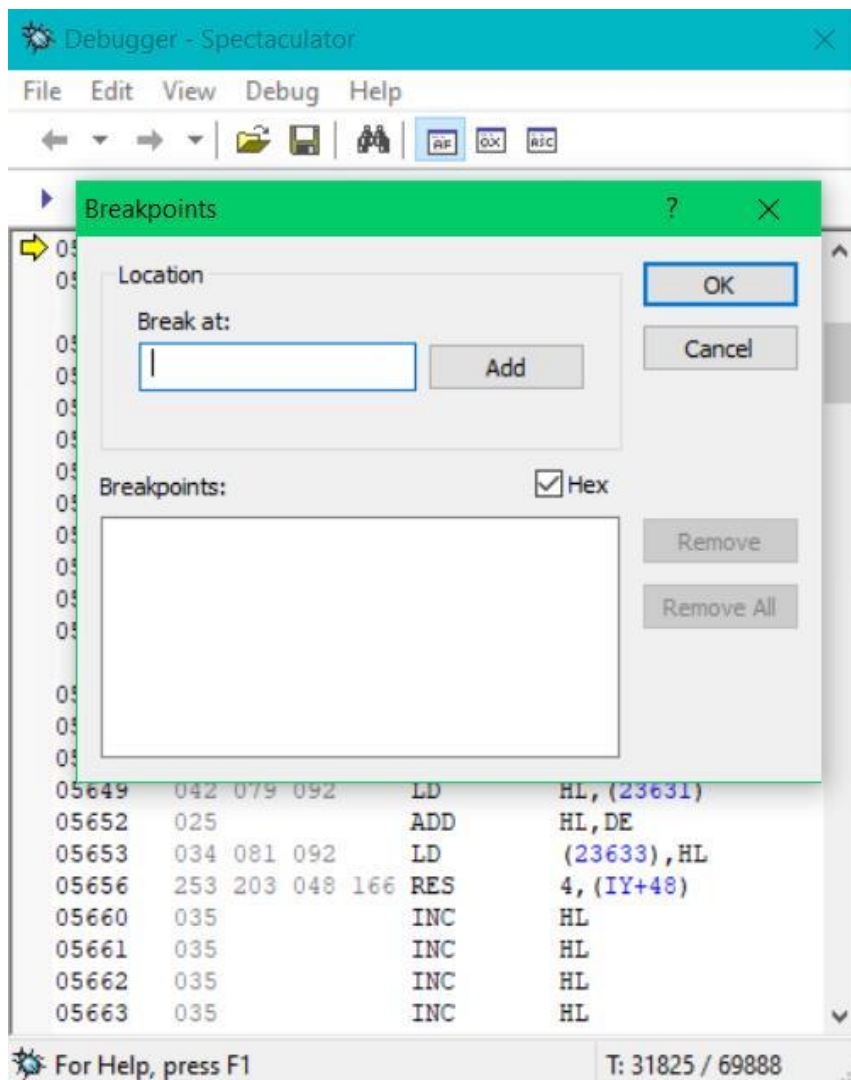 Debugger - Spectaculator
File Edit View Debug Help
AF 0X ASC
Breakpoints ?
Location
Break at:
Add
OK
Cancel
Breakpoints:
Hex
Remove
Remove All
05649 042 079 092 LD HL,(23631)
05652 025 ADD HL,DE
05653 034 081 092 LD (23633),HL
05656 253 203 048 166 RES 4,(IY+48)
05660 035 INC HL
05661 035 INC HL
05662 035 INC HL
05663 035 INC HL
For Help, press F1 T: 31825 / 69888